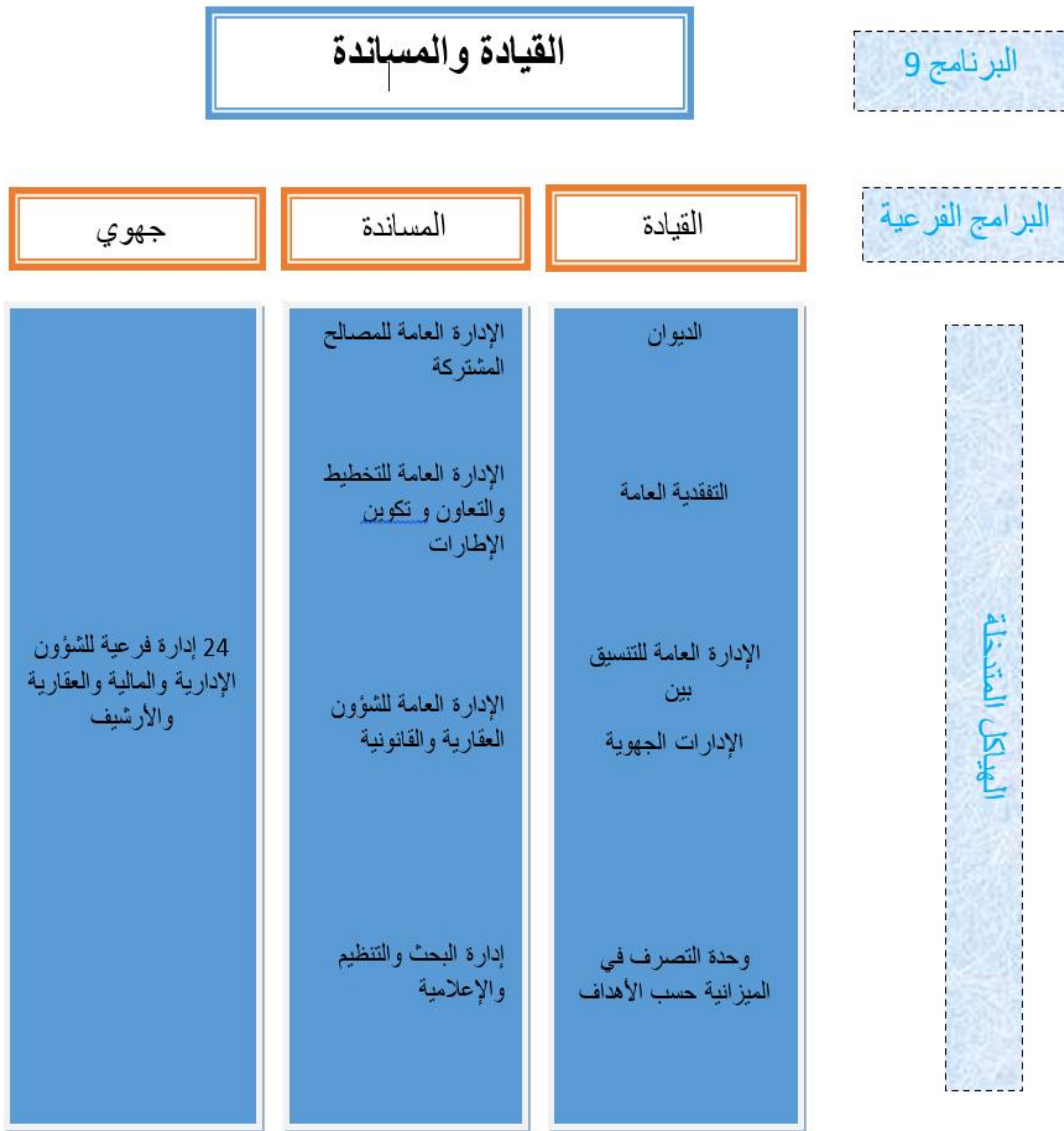 القيادة والمساندة
البرنامج 9
البرامج الفرعية
القيادة
المساندة
جهوي
الهياكل المتدخلة
الديوان
التفقدية العامة
الإدارة العامة للتنسيق
بين
الإدارات الجهوية
وحدة التصرف في
الميزانية حسب الأهداف
الإدارة العامة للمصالح
المشتركة
الإدارة العامة للتخطيط
والتعاون و تكوين
الإطارات
الإدارة العامة للشؤون
العقارية والقانونية
إدارة البحث والتنظيم
والإعلامية
24 إدارة فرعية للشؤون
الإدارية والمالية والعقارية
والأرشيف